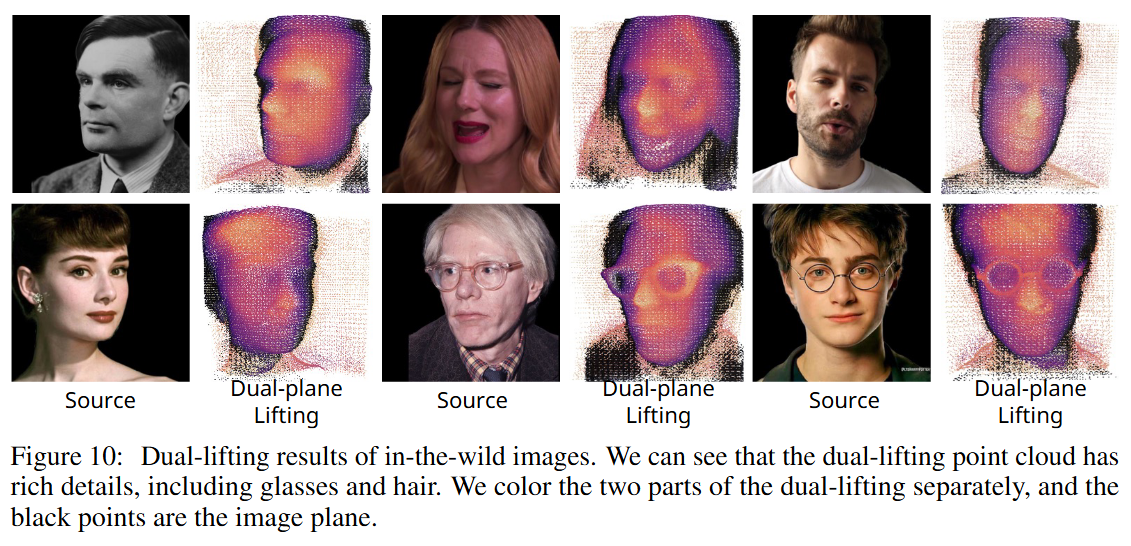 Source
Dual-plane
Lifting
Source
Dual-plane
Lifting
Source
Dual-plane
Lifting
Figure 10: Dual-lifting results of in-the-wild images. We can see that the dual-lifting point cloud has
rich details, including glasses and hair. We color the two parts of the dual-lifting separately, and the
black points are the image plane.